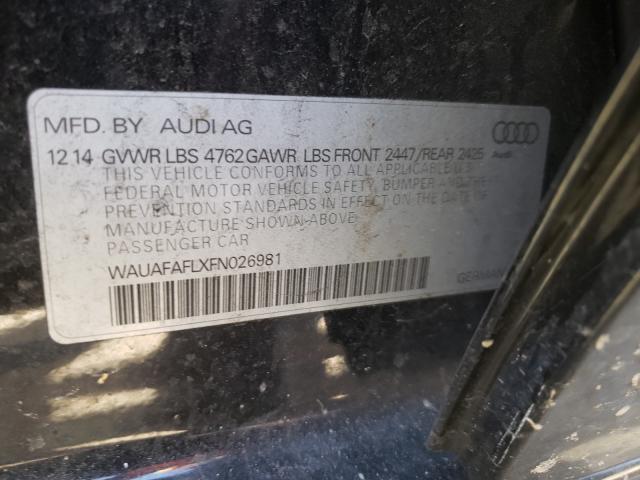 MFD. BY AUDI AG
12 14 GVWR LBS 4762 GAWR LBS FRONT 2447/REAR 2425
Audi
THIS VEHICLE CONFORMS TO ALL APPLICABLE U.S.
FEDERAL MOTOR VEHICLE SAFETY, BUMPER AND THEFT
PREVENTION STANDARDS IN EFFECT ON THE DATE OF
MANUFACTURE SHOWN ABOVE
PASSENGER CAR
WAUAFAFLXFN026981
GERMANY